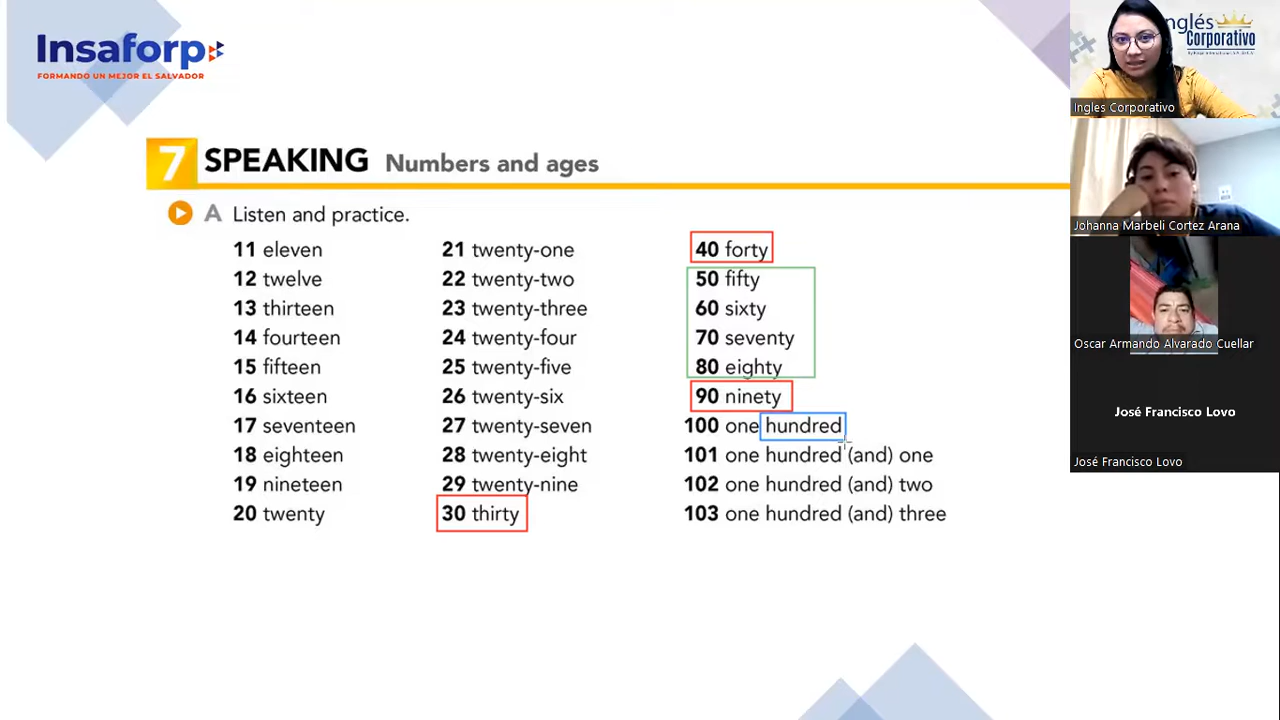 Insaforp
FORMANDO UN MEJOR EL SALVADOR
7 SPEAKING Numbers and ages
A Listen and practice.
11 eleven
12 twelve
13 thirteen
14 fourteen
15 fifteen
16 sixteen
17 seventeen
18 eighteen
19 nineteen
20 twenty
21 twenty-one
22 twenty-two
23 twenty-three
24 twenty-four
25 twenty-five
26 twenty-six
27 twenty-seven
28 twenty-eight
29 twenty-nine
30 thirty
40 forty
50 fifty
60 sixty
70 seventy
80 eighty
90 ninety
100 one hundred
101 one hundred (and) one
102 one hundred (and) two
103 one hundred (and) three
Corporativo
Ingles Corporativo
Johanna Marbeli Cortez Arana
Oscar Armando Alvarado Cuellar
José Francisco Lovo
José Francisco Lovo